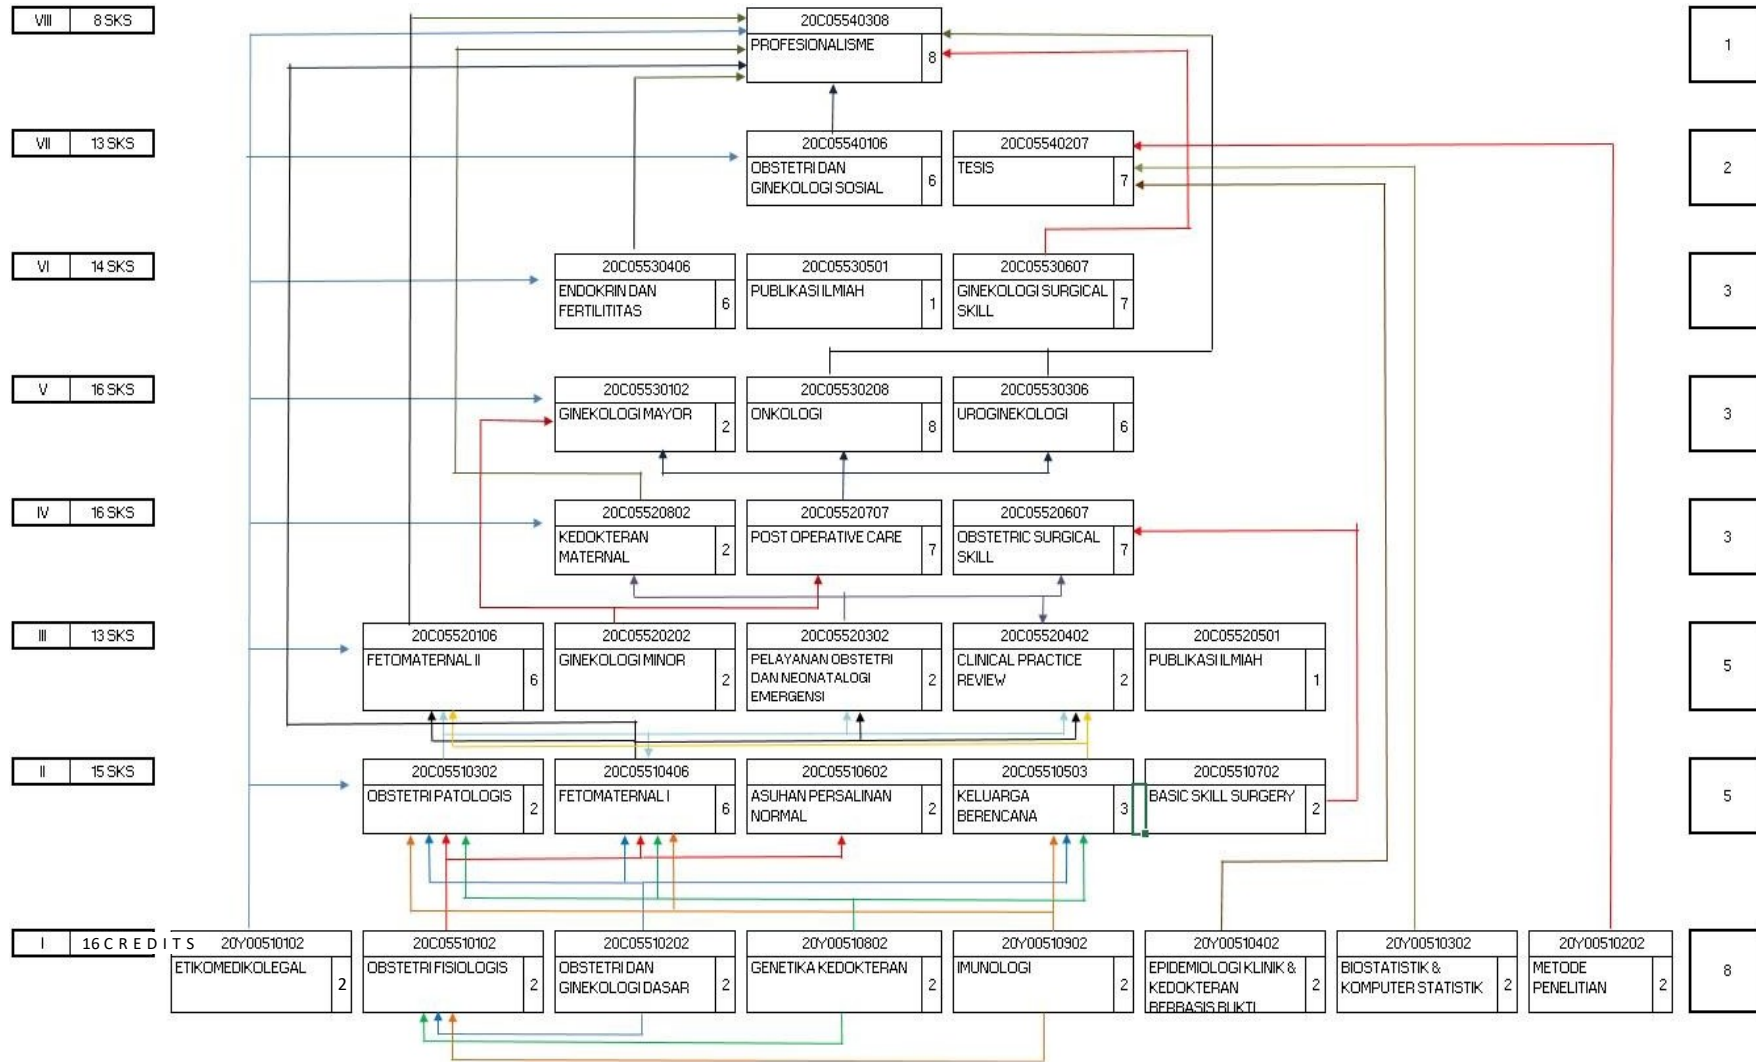 VIII 8 SKS
20C05540308
PROFESIONALISME
8
1
VII 13 SKS
20C05540106 20C05540207
OBSTETRI DAN
GINEKOLOGI SOSIAL
6
TESIS
7
2
VI 14 SKS
20C05530406 20C05530501 20C05530607
ENDOKRIN DAN
FERTILITITAS
6
PUBLIKASI ILMIAH
1
GINEKOLOGI SURGICAL
SKILL
7
3
V 16 SKS
20C05530102 20C05530208 20C05530306
GINEKOLOGI MAYOR
2
ONKOLOGI
8
UROGINEKOLOGI
6
3
IV 16 SKS
20C05520802 20C05520707 20C05520607
KEDOKTERAN
MATERNAL
2
POST OPERATIVE CARE
7
OBSTETRIC SURGICAL
SKILL
7
3
III 13 SKS
20C05520106 20C05520202 20C05520302 20C05520402 20C05520501
FETOMATERNAL II
6
GINEKOLOGI MINOR
2
PELAYANAN OBSTETRI
DAN NEONATALOGI
EMERGENSI
2
CLINICAL PRACTICE
REVIEW
2
PUBLIKASI ILMIAH
1
5
II 15 SKS
20C05510302 20C05510406 20C05510602 20C05510503 20C05510702
OBSTETRI PATOLOGIS
2
FETOMATERNAL I
6
ASUHAN PERSALINAN
NORMAL
2
KELUARGA
BERENCANA
3
BASIC SKILL SURGERY
2
5
I 16 CREDITS
20Y00510102 20C05510102 20C05510202 20Y00510802 20Y00510902 20Y00510402 20Y00510302 20Y00510202
ETIKOMEDIKOLEGAL
2
OBSTETRI FISIOLOGIS
2
OBSTETRI DAN
GINEKOLOGI DASAR
2
GENETIKA KEDOKTERAN
2
IMUNOLOGI
2
EPIDEMIOLOGI KLINIK &
KEDOKTERAN
BERBASIS BUKTI
2
BIOSTATISTIK &
KOMPUTER STATISTIK
2
METODE
PENELITIAN
2
8